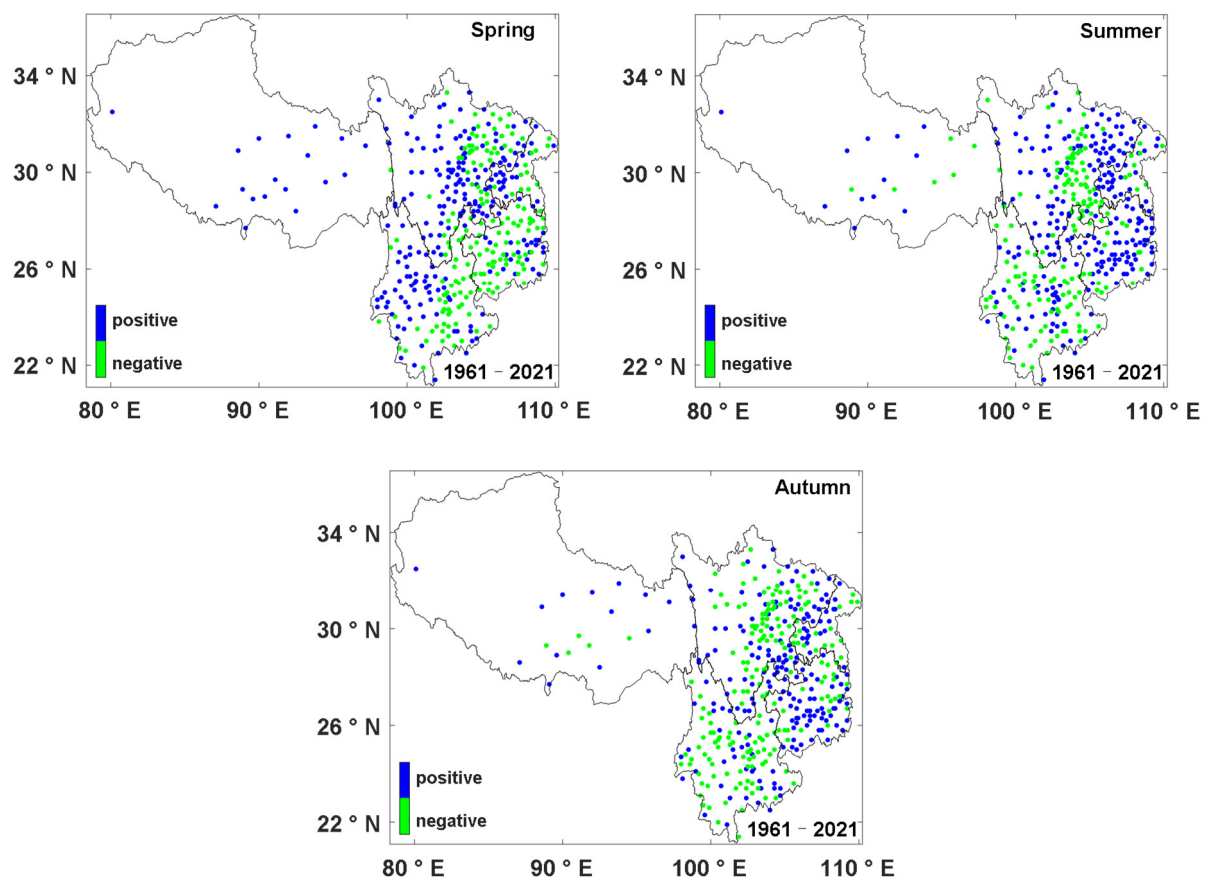 Spring
34 ° N
30 ° N
26 ° N
22 ° N
positive
negative
1961 – 2021
80 ° E 90 ° E 100 ° E 110 ° E
Summer
34 ° N
30 ° N
26 ° N
22 ° N
positive
negative
1961 – 2021
80 ° E 90 ° E 100 ° E 110 ° E
Autumn
34 ° N
30 ° N
26 ° N
22 ° N
positive
negative
1961 – 2021
80 ° E 90 ° E 100 ° E 110 ° E